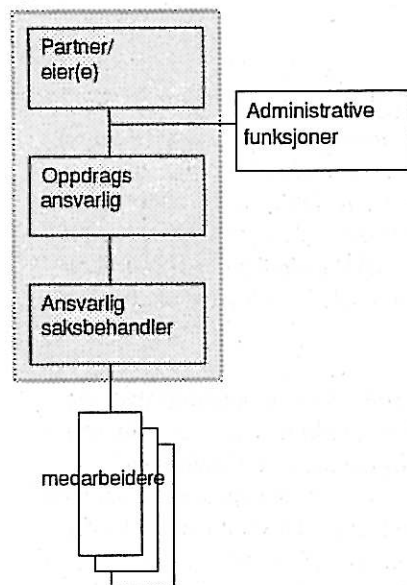 Partner/
eier(e)
Administrative
funksjoner
Oppdrags
ansvarlig
Ansvarlig
saksbehandler
medarbeidere